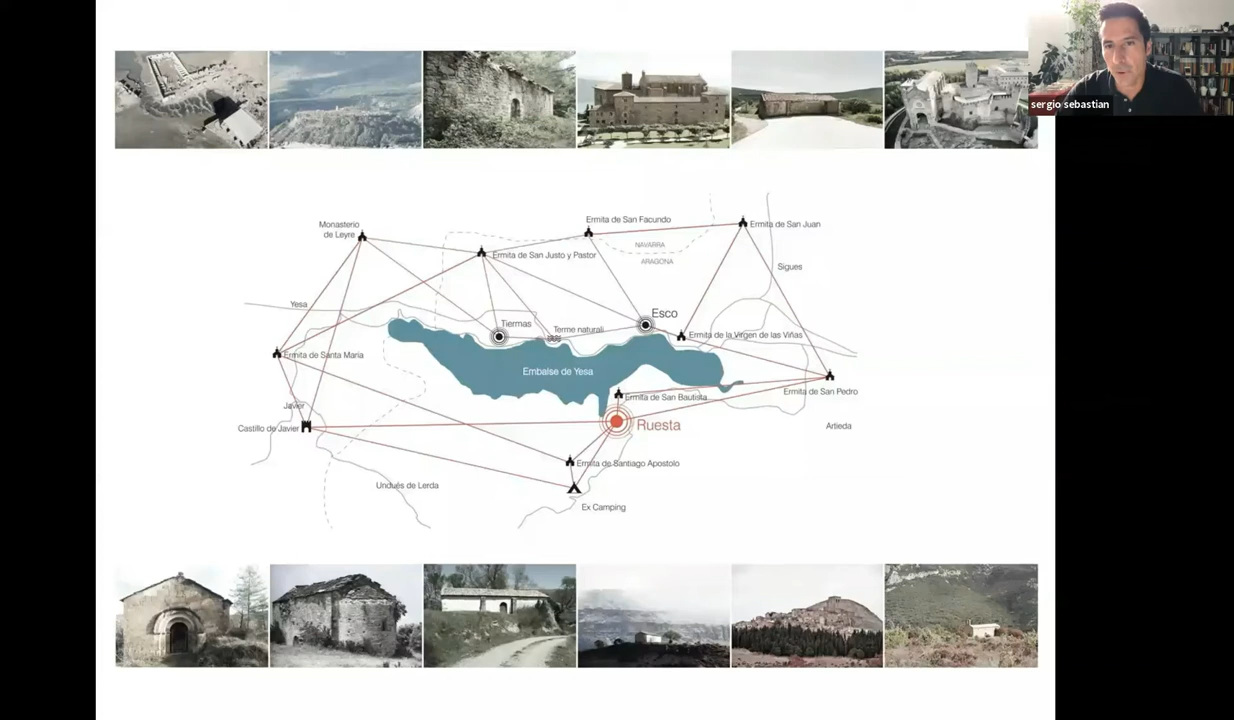 sergio sebastian
Monasterio
de Leyre
Ermita de San Facundo
Ermita de San Juan
NAVARRA
ARAGONA
Ermita de San Justo y Pastor
Sigues
Yesa
Tiermas
Terme naturali
Esco
Ermita de la Virgen de las Viñas
Ermita de Santa Maria
Embalse de Yesa
Ermita de San Bautista
Ermita de San Pedro
Javier
Castillo de Javier
Ruesta
Artieda
Ermita de Santiago Apostolo
Undués de Lerda
Ex Camping